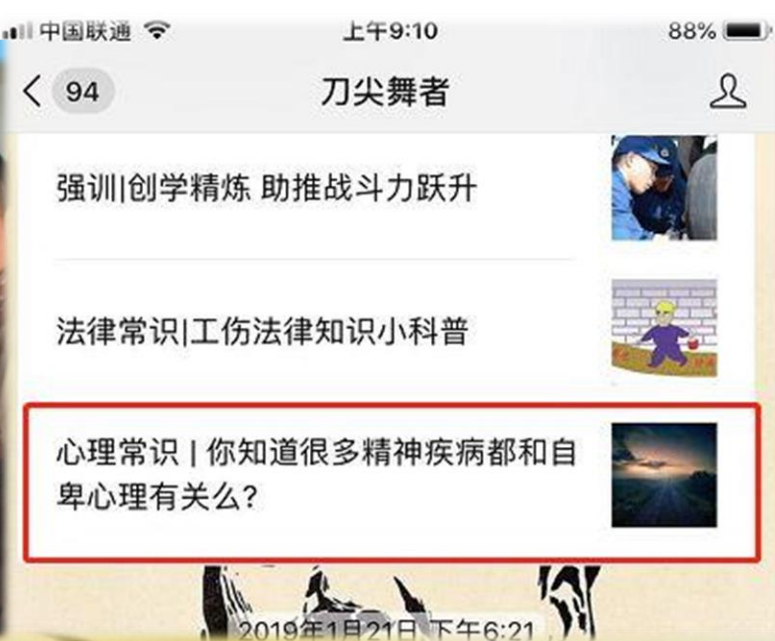 中国联通
上午9:10
88%
94
刀尖舞者
强训|创学精炼 助推战斗力跃升
法律常识|工伤法律知识小科普
心理常识 | 你知道很多精神疾病都和自
卑心理有关么?
2019年1月21日 下午6:21